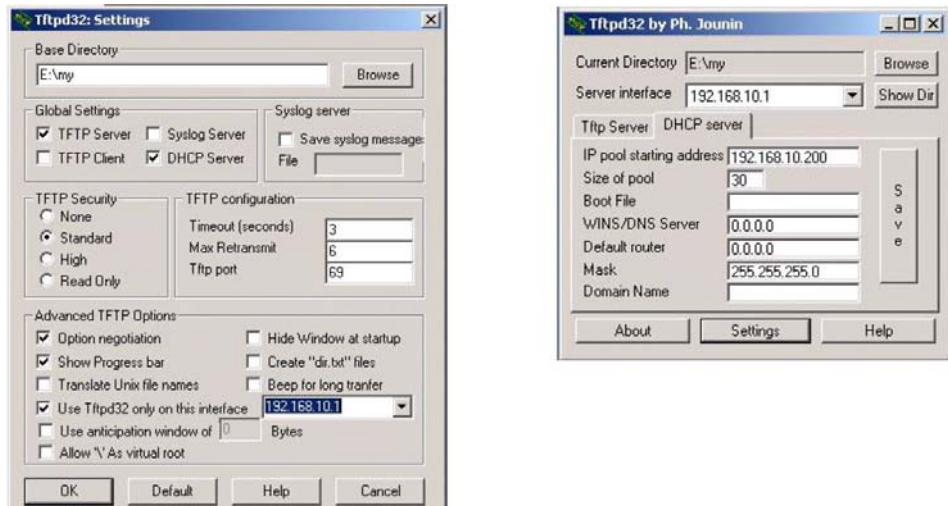 Tftpd32: Settings
Base Directory
E:\my
Browse
Global Settings
TFTP Server
Syslog Server
TFTP Client
DHCP Server
Syslog server
Save syslog message
File
TFTP Security
None
Standard
High
Read Only
TFTP configuration
Timeout (seconds) 3
Max Retransmit 6
Tftp port 69
Advanced TFTP Options
Option negotiation
Hide Window at startup
Show Progress bar
Create "dir.txt" files
Translate Unix file names
Beep for long tranfer
Use Tftpd32 only on this interface 192.168.10.1
Use anticipation window of 0 Bytes
Allow '\' As virtual root
OK Default Help Cancel
Tftpd32 by Ph. Jounin
Current Directory E:\my Browse
Server interface 192.168.10.1 Show Dir
Tftp Server DHCP server
IP pool starting address 192.168.10.200
Size of pool 30
Boot File
WINS/DNS Server 0.0.0.0
Default router 0.0.0.0
Mask 255.255.255.0
Domain Name
Save
About Settings Help